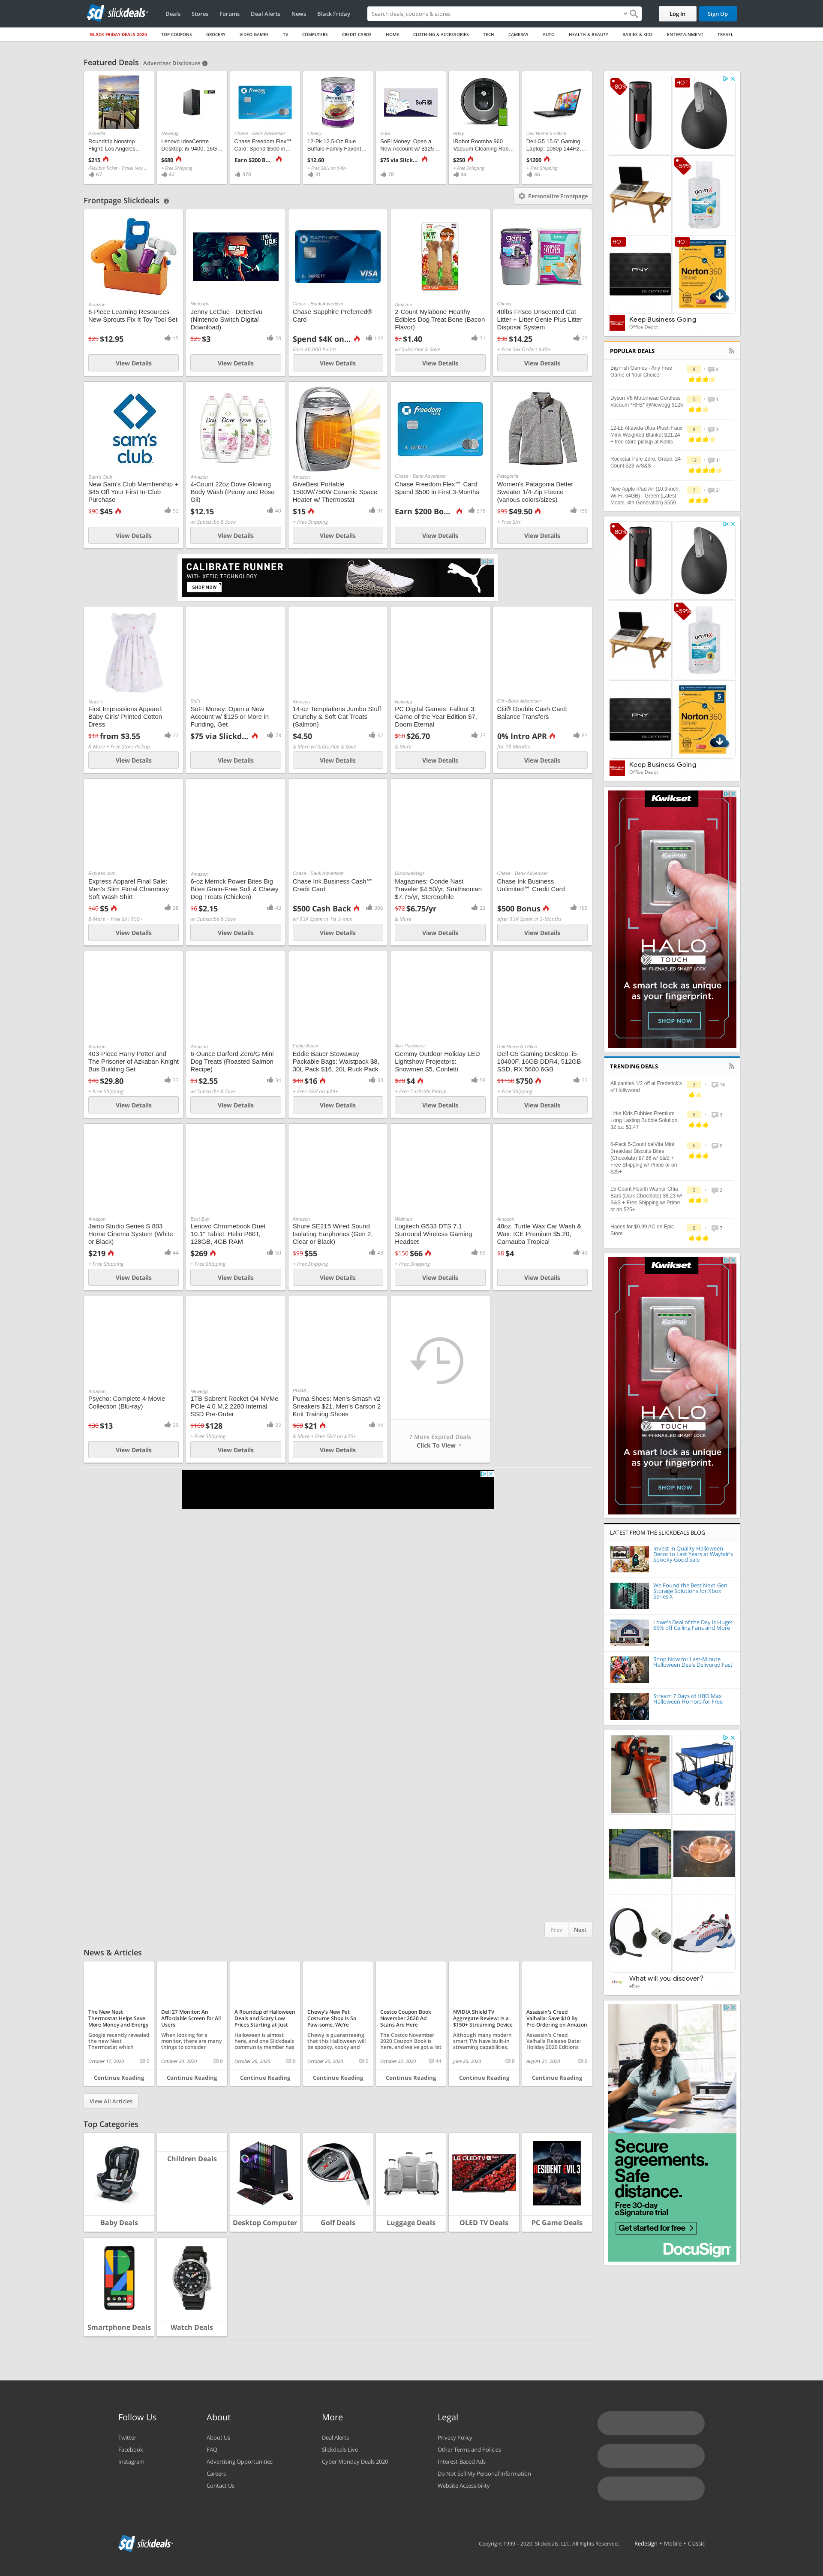 slickdeals
Deals
Stores
Forums
Deal Alerts
News
Black Friday
Search deals, coupons & stores
Log In
Sign Up
BLACK FRIDAY DEALS 2020
TOP COUPONS
GROCERY
VIDEO GAMES
TV
COMPUTERS
CREDIT CARDS
HOME
CLOTHING & ACCESSORIES
TECH
CAMERAS
AUTO
HEALTH & BEAUTY
BABIES & KIDS
ENTERTAINMENT
TRAVEL
Featured Deals
Advertiser Disclosure
Expedia
Roundtrip Nonstop
Flight: Los Angeles...
$215
67
Newegg
Lenovo IdeaCentre
Desktop: i5-9400, 16G...
$680
+ Free Shipping
42
Chase - Bank Advertiser
Chase Freedom Flex℠
Card: Spend $500 in...
Earn $200 B...
378
Chewy
12-Pk 12.5-Oz Blue
Buffalo Family Favorit...
$12.60
+ Free S&H on $49+
31
SoFi
SoFi Money: Open a
New Account w/ $125 ...
$75 via Slick...
78
eBay
iRobot Roomba 960
Vacuum Cleaning Rob...
$250
+ Free Shipping
44
Dell Home & Office
Dell G5 15.6" Gaming
Laptop: 1080p 144Hz,...
$1200
+ Free Shipping
46
Frontpage Slickdeals
Personalize Frontpage
Amazon
6-Piece Learning Resources
New Sprouts Fix It Toy Tool Set
$25 $12.95
15
View Details
Nintendo
Jenny LeClue - Detectivu
(Nintendo Switch Digital
Download)
$25 $3
28
View Details
Chase - Bank Advertiser
Chase Sapphire Preferred®
Card
Spend $4K on...
142
Earn 80,000 Points
View Details
Amazon
2-Count Nylabone Healthy
Edibles Dog Treat Bone (Bacon
Flavor)
$7 $1.40
31
w/ Subscribe & Save
View Details
Chewy
40lbs Frisco Unscented Cat
Litter + Litter Genie Plus Litter
Disposal System
$38 $14.25
25
+ Free S/H Orders $49+
View Details
sam's
club
Sam's Club
New Sam's Club Membership +
$45 Off Your First In-Club
Purchase
$90 $45
92
View Details
Amazon
4-Count 22oz Dove Glowing
Body Wash (Peony and Rose
Oil)
$12.15
40
w/ Subscribe & Save
View Details
Amazon
GiveBest Portable
1500W/750W Ceramic Space
Heater w/ Thermostat
$15
91
+ Free Shipping
View Details
Chase - Bank Advertiser
Chase Freedom Flex℠ Card:
Spend $500 in First 3-Months
Earn $200 Bo...
378
View Details
Patagonia
Women's Patagonia Better
Sweater 1/4-Zip Fleece
(various colors/sizes)
$99 $49.50
158
+ Free S/H
View Details
CALIBRATE RUNNER
WITH XETIC TECHNOLOGY
SHOP NOW
Macy's
First Impressions Apparel:
Baby Girls' Printed Cotton
Dress
$18 from $3.55
22
& More + Free Store Pickup
View Details
SoFi
SoFi Money: Open a New
Account w/ $125 or More in
Funding, Get
$75 via Slickd...
78
View Details
Amazon
14-oz Temptations Jumbo Stuff
Crunchy & Soft Cat Treats
(Salmon)
$4.50
52
& More w/ Subscribe & Save
View Details
Newegg
PC Digital Games: Fallout 3:
Game of the Year Edition $7,
Doom Eternal
$60 $26.70
23
& More
View Details
Citi - Bank Advertiser
Citi® Double Cash Card:
Balance Transfers
0% Intro APR
83
for 18 Months
View Details
Express.com
Express Apparel Final Sale:
Men's Slim Floral Chambray
Soft Wash Shirt
$40 $5
38
& More + Free S/H $50+
View Details
Amazon
6-oz Merrick Power Bites Big
Bites Grain-Free Soft & Chewy
Dog Treats (Chicken)
$6 $2.15
43
w/ Subscribe & Save
View Details
Chase - Bank Advertiser
Chase Ink Business Cash℠
Credit Card
$500 Cash Back
306
w/ $3K Spent in 1st 3-mos
View Details
DiscountMags
Magazines: Conde Nast
Traveler $4.50/yr, Smithsonian
$7.75/yr, Stereophile
$72 $6.75/yr
23
& More
View Details
Chase - Bank Advertiser
Chase Ink Business
Unlimited℠ Credit Card
$500 Bonus
169
after $3K Spent in 3-Months
View Details
Amazon
403-Piece Harry Potter and
The Prisoner of Azkaban Knight
Bus Building Set
$40 $29.80
33
+ Free Shipping
View Details
Amazon
6-Ounce Darford Zero/G Mini
Dog Treats (Roasted Salmon
Recipe)
$3 $2.55
34
w/ Subscribe & Save
View Details
Eddie Bauer
Eddie Bauer Stowaway
Packable Bags: Waistpack $8,
30L Pack $16, 20L Ruck Pack
$40 $16
33
+ Free S&H on $49+
View Details
Ace Hardware
Gemmy Outdoor Holiday LED
Lightshow Projectors:
Snowmen $5, Confetti
$20 $4
58
+ Free Curbside Pickup
View Details
Dell Home & Office
Dell G5 Gaming Desktop: i5-
10400F, 16GB DDR4, 512GB
SSD, RX 5600 6GB
$1150 $750
33
+ Free Shipping
View Details
Amazon
Jamo Studio Series S 803
Home Cinema System (White
or Black)
$219
44
+ Free Shipping
View Details
Best Buy
Lenovo Chromebook Duet
10.1" Tablet: Helio P60T,
128GB, 4GB RAM
$269
50
+ Free Shipping
View Details
Amazon
Shure SE215 Wired Sound
Isolating Earphones (Gen 2,
Clear or Black)
$99 $55
43
+ Free Shipping
View Details
Walmart
Logitech G533 DTS 7.1
Surround Wireless Gaming
Headset
$150 $66
65
+ Free Shipping
View Details
Amazon
48oz. Turtle Wax Car Wash &
Wax: ICE Premium $5.20,
Carnauba Tropical
$8 $4
43
View Details
Amazon
Psycho: Complete 4-Movie
Collection (Blu-ray)
$30 $13
29
View Details
Newegg
1TB Sabrent Rocket Q4 NVMe
PCIe 4.0 M.2 2280 Internal
SSD Pre-Order
$160 $128
22
+ Free Shipping
View Details
PUMA
Puma Shoes: Men's Smash v2
Sneakers $21, Men's Carson 2
Knit Training Shoes
$60 $21
44
& More + Free S&H on $35+
View Details
7 More Expired Deals
Click To View
Prev
Next
News & Articles
The New Nest
Thermostat Helps Save
More Money and Energy
Google recently revealed
the new Nest
Thermostat which
October 17, 2020
0
Continue Reading
Dell 27 Monitor: An
Affordable Screen for All
Users
When looking for a
monitor, there are many
things to consider
October 20, 2020
0
Continue Reading
A Roundup of Halloween
Deals and Scary Low
Prices Starting at Just
Halloween is almost
here, and one Slickdeals
community member has
October 20, 2020
0
Continue Reading
Chewy's New Pet
Costume Shop Is So
Paw-some, We're
Chewy is guaranteeing
that this Halloween will
be spooky, kooky and
October 20, 2020
0
Continue Reading
Costco Coupon Book
November 2020 Ad
Scans Are Here
The Costco November
2020 Coupon Book is
here, and we've got a list
October 22, 2020
44
Continue Reading
NVIDIA Shield TV
Aggregate Review: Is a
$150+ Streaming Device
Although many modern
smart TVs have built-in
streaming capabilities,
June 23, 2020
0
Continue Reading
Assassin's Creed
Valhalla: Save $10 By
Pre-Ordering on Amazon
Assassin's Creed
Valhalla Release Date:
Holiday 2020 Editions
August 21, 2020
0
Continue Reading
View All Articles
Top Categories
Baby Deals
Children Deals
Desktop Computer
Golf Deals
Luggage Deals
OLED TV Deals
PC Game Deals
Smartphone Deals
Watch Deals
-80%
HOT
-59%
HOT
HOT
PNY
Norton
360
Keep Business Going
Office Depot
POPULAR DEALS
Big Fish Games - Any Free
Game of Your Choice!
8
4
Dyson V6 Motorhead Cordless
Vacuum *RFB* @Newegg $125
5
1
12-Lb Altavida Ultra Plush Faux
Mink Weighted Blanket $21.24
+ free store pickup at Kohls
8
3
Rockstar Pure Zero, Grape, 24
Count $23 w/S&S
12
11
New Apple iPad Air (10.9-inch,
Wi-Fi, 64GB) - Green (Latest
Model, 4th Generation) $559
7
21
-80%
-59%
PNY
Norton
360
Keep Business Going
Office Depot
Kwikset
HALO
TOUCH
WI-FI ENABLED SMART LOCK
A smart lock as unique
as your fingerprint.
SHOP NOW
TRENDING DEALS
All panties 1/2 off at Frederick's
of Hollywood
3
16
Little Kids Fubbles Premium
Long Lasting Bubble Solution,
32 oz: $1.47
6
3
6-Pack 5-Count belVita Mini
Breakfast Biscuits Bites
(Chocolate) $7.86 w/ S&S +
Free Shipping w/ Prime or on
$25+
6
0
15-Count Health Warrior Chia
Bars (Dark Chocolate) $8.23 w/
S&S + Free Shipping w/ Prime
or on $25+
5
2
Hades for $9.99 AC on Epic
Store
6
7
Kwikset
HALO
TOUCH
WI-FI ENABLED SMART LOCK
A smart lock as unique
as your fingerprint.
SHOP NOW
LATEST FROM THE SLICKDEALS BLOG
Invest in Quality Halloween
Decor to Last Years at Wayfair's
Spooky Good Sale
We Found the Best Next-Gen
Storage Solutions for Xbox
Series X
Lowe's Deal of the Day is Huge:
65% off Ceiling Fans and More
Shop Now for Last-Minute
Halloween Deals Delivered Fast
Stream 7 Days of HBO Max
Halloween Horrors for Free
What will you discover?
eBay
Secure
agreements.
Safe
distance.
Free 30-day
eSignature trial
Get started for free
DocuSign
Follow Us
Twitter
Facebook
Instagram
About
About Us
FAQ
Advertising Opportunities
Careers
Contact Us
More
Deal Alerts
Slickdeals Live
Cyber Monday Deals 2020
Legal
Privacy Policy
Other Terms and Policies
Interest-Based Ads
Do Not Sell My Personal Information
Website Accessibility
slickdeals
Copyright 1999 - 2020. Slickdeals, LLC. All Rights Reserved.
Redesign • Mobile • Classic